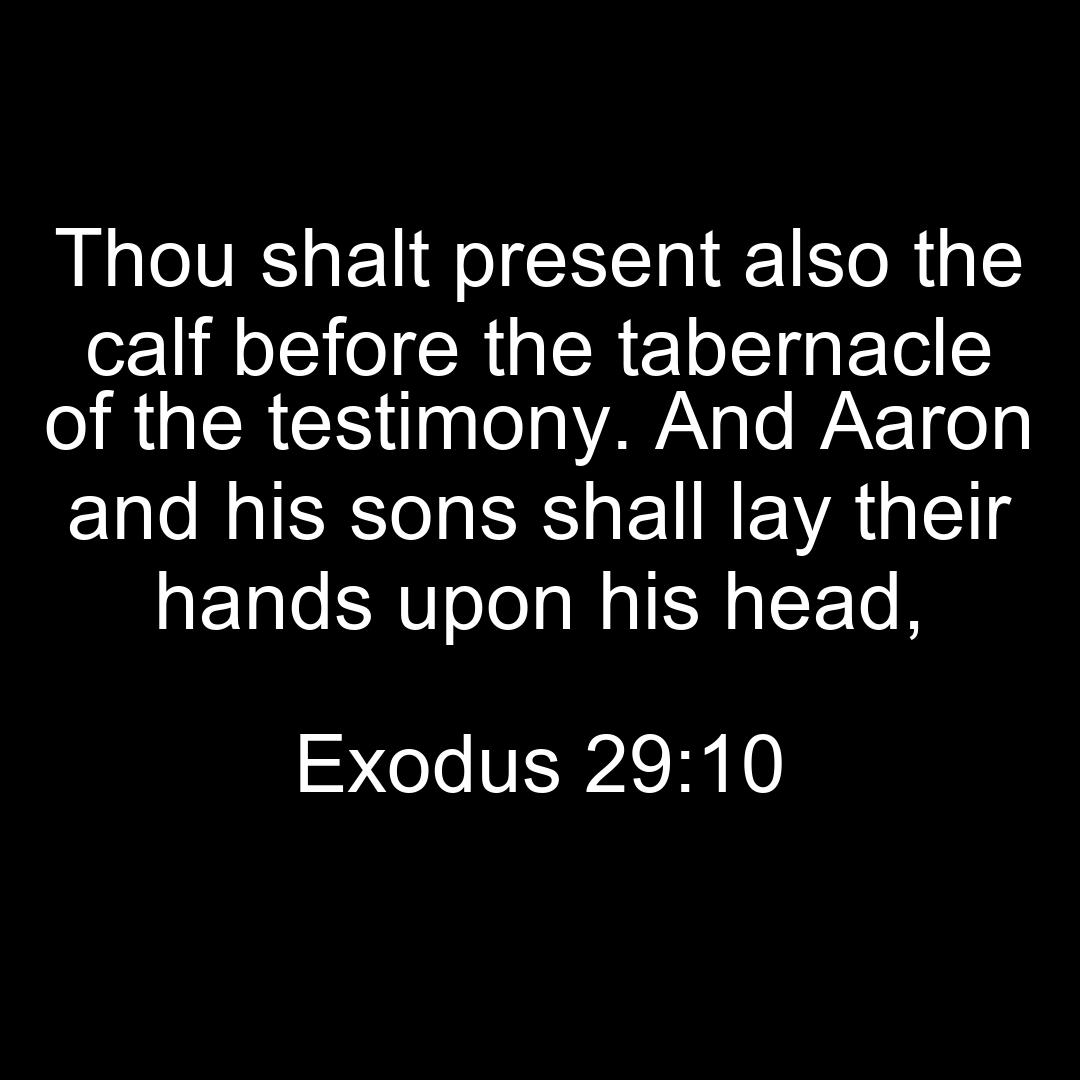 Thou shalt present also the
calf before the tabernacle
of the testimony. And Aaron
and his sons shall lay their
hands upon his head,
Exodus 29:10